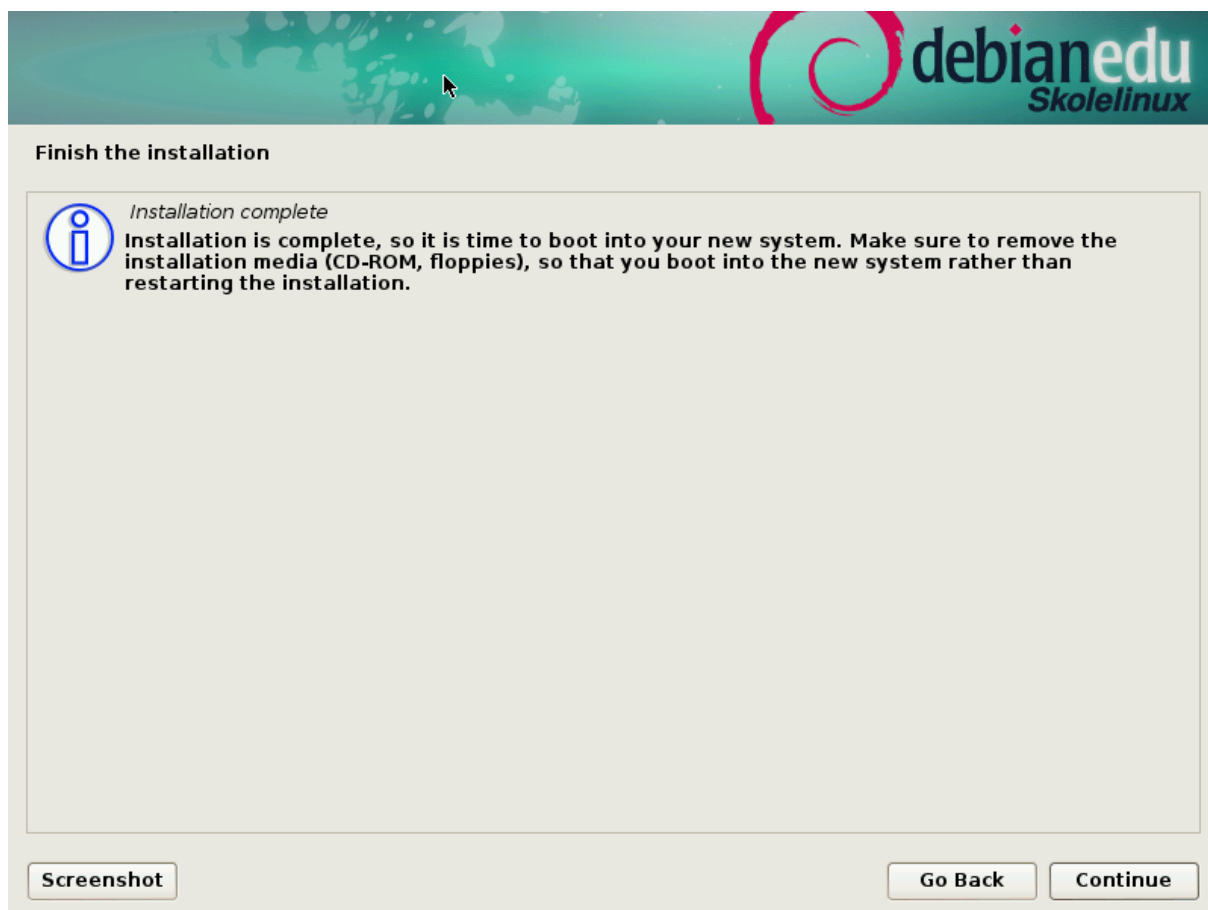 debianedu
Skolelinux
Finish the installation
Installation complete
Installation is complete, so it is time to boot into your new system. Make sure to remove the
installation media (CD-ROM, floppies), so that you boot into the new system rather than
restarting the installation.
Screenshot
Go Back
Continue